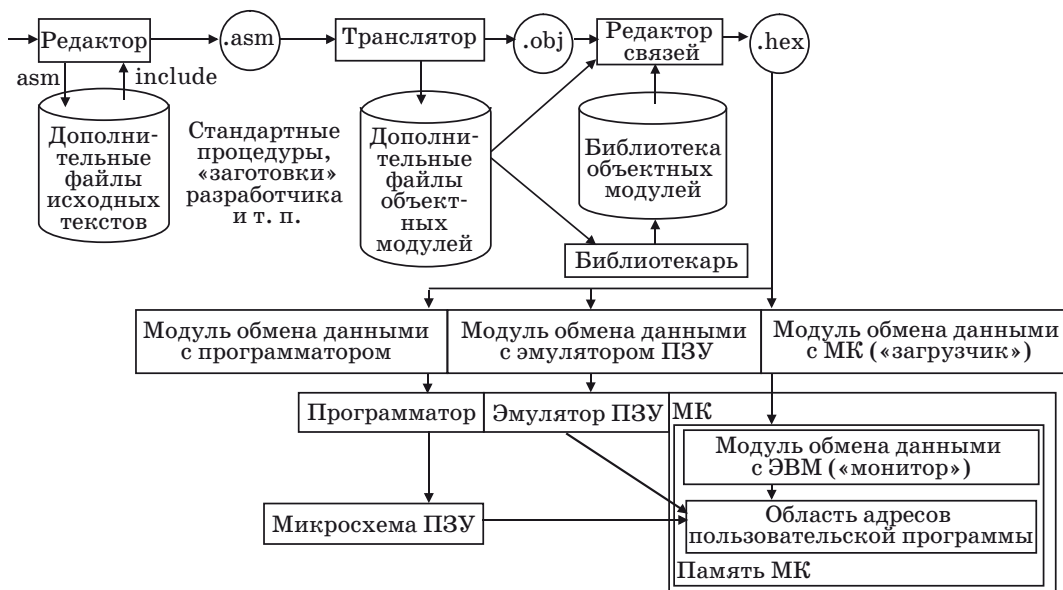 Редактор
.asm
Транслятор
.obj
Редактор
связей
.hex
asm
include
Дополни-
тельные
файлы
исходных
текстов
Стандартные
процедуры,
«заготовки»
разработчика
и т. п.
Дополни-
тельные
файлы
объект-
ных
модулей
Библиотека
объектных
модулей
Библиотекарь
Модуль обмена данными
с программатором
Модуль обмена данными
с эмулятором ПЗУ
Модуль обмена данными
с МК («загрузчик»)
Программатор
Эмулятор ПЗУ
МК
Модуль обмена данными
с ЭВМ («монитор»)
Микросхема ПЗУ
Область адресов
пользовательской программы
Память МК